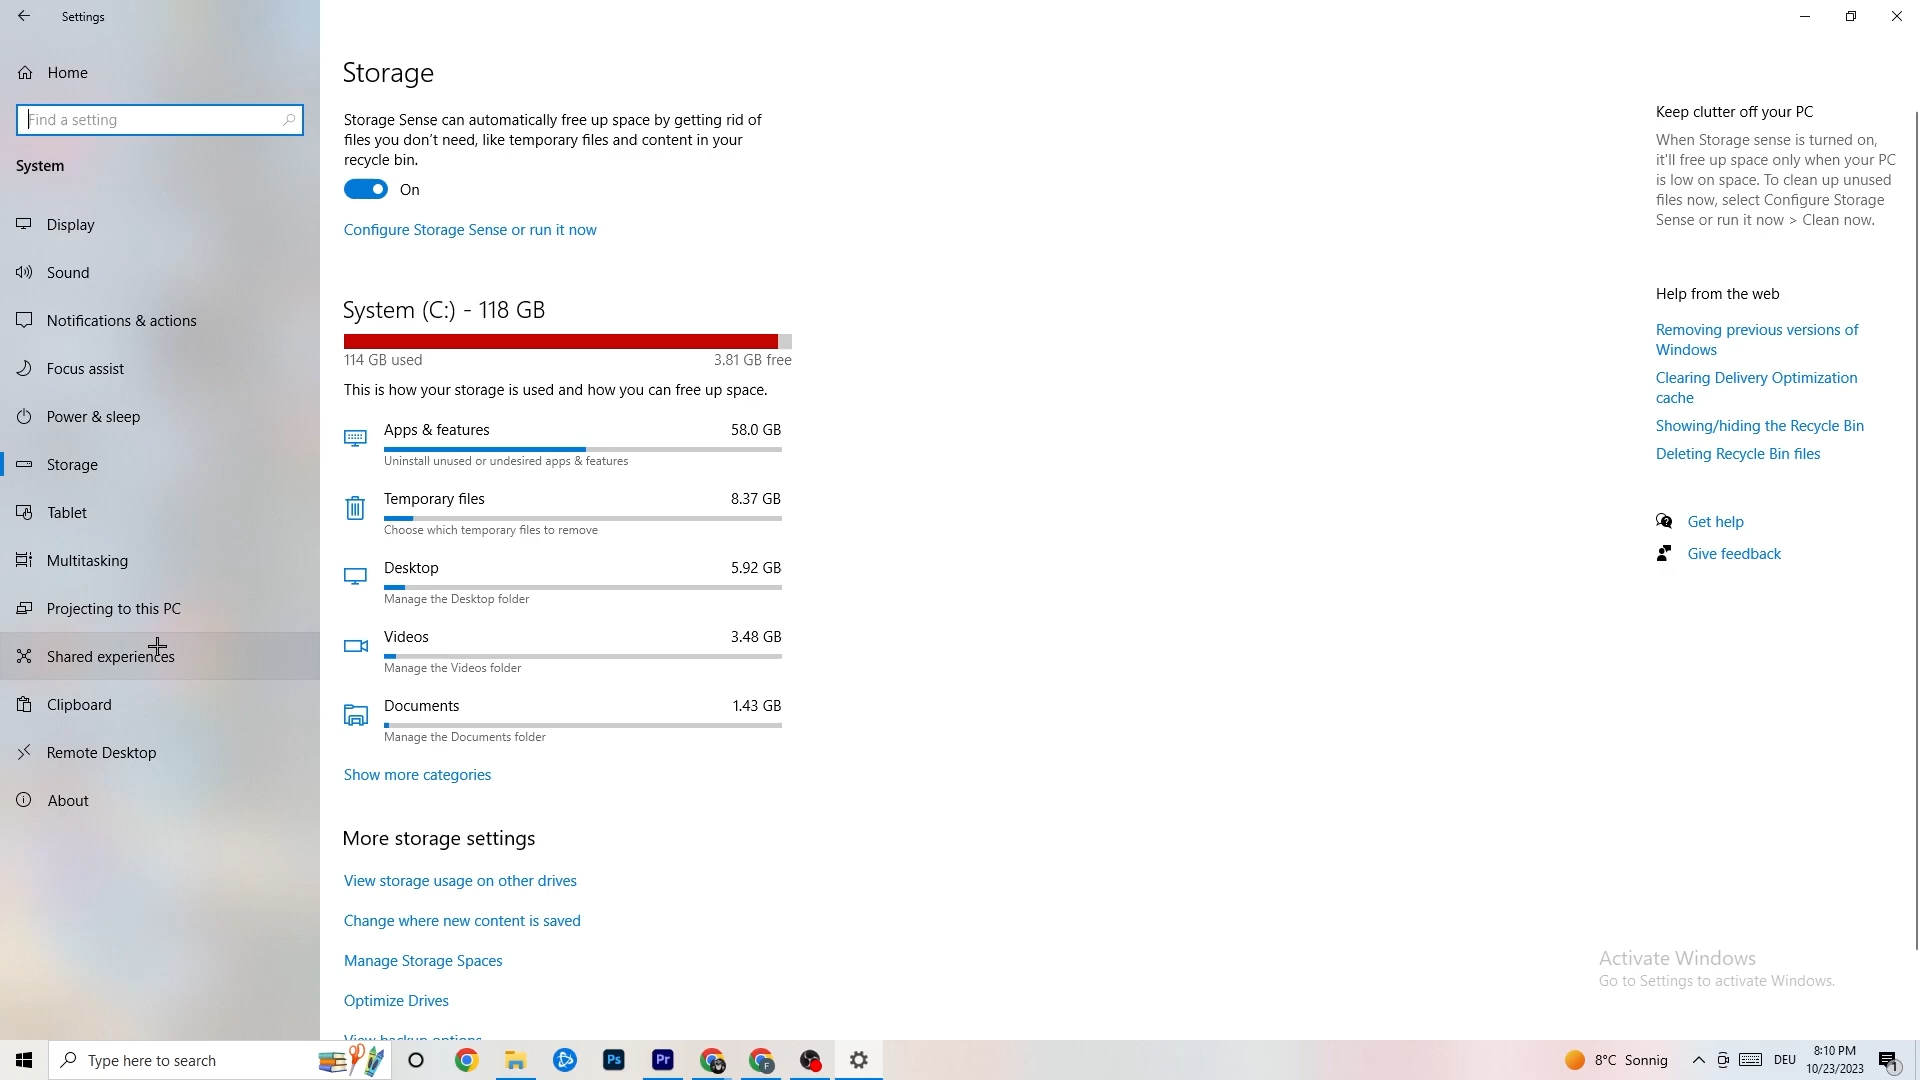 Settings
Home
Find a setting
System
Display
Sound
Notifications & actions
Focus assist
Power & sleep
Storage
Tablet
Multitasking
Projecting to this PC
Shared experiences
Clipboard
Remote Desktop
About
Storage
Storage Sense can automatically free up space by getting rid of
files you don't need, like temporary files and content in your
recycle bin.
On
Configure Storage Sense or run it now
System (C:) - 118 GB
114 GB used 3.81 GB free
This is how your storage is used and how you can free up space.
Apps & features 58.0 GB
Uninstall unused or undesired apps & features
Temporary files 8.37 GB
Choose which temporary files to remove
Desktop 5.92 GB
Manage the Desktop folder
Videos 3.48 GB
Manage the Videos folder
Documents 1.43 GB
Manage the Documents folder
Show more categories
More storage settings
View storage usage on other drives
Change where new content is saved
Manage Storage Spaces
Optimize Drives
View backup options
Keep clutter off your PC
When Storage sense is turned on,
it'll free up space only when your PC
is low on space. To clean up unused
files now, select Configure Storage
Sense or run it now > Clean now.
Help from the web
Removing previous versions of
Windows
Clearing Delivery Optimization
cache
Showing/hiding the Recycle Bin
Deleting Recycle Bin files
Get help
Give feedback
Activate Windows
Go to Settings to activate Windows.
Type here to search
Ps
Pr
F
8°C Sonnig
DEU
8:10 PM
10/23/2023
1